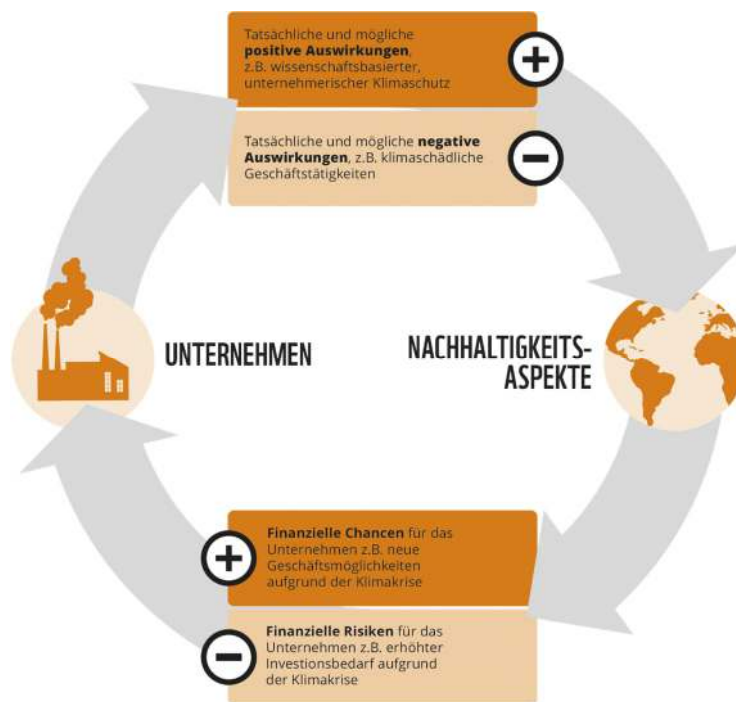 Tatsächliche und mögliche
positive Auswirkungen,
z.B. wissenschaftsbasierter,
unternehmerischer Klimaschutz
Tatsächliche und mögliche negative
Auswirkungen, z.B. klimaschädliche
Geschäftstätigkeiten
UNTERNEHMEN
NACHHALTIGKEITS-
ASPEKTE
Finanzielle Chancen für das
Unternehmen z.B. neue
Geschäftsmöglichkeiten
aufgrund der Klimakrise
Finanzielle Risiken für das
Unternehmen z.B. erhöhter
Investionsbedarf aufgrund
der Klimakrise